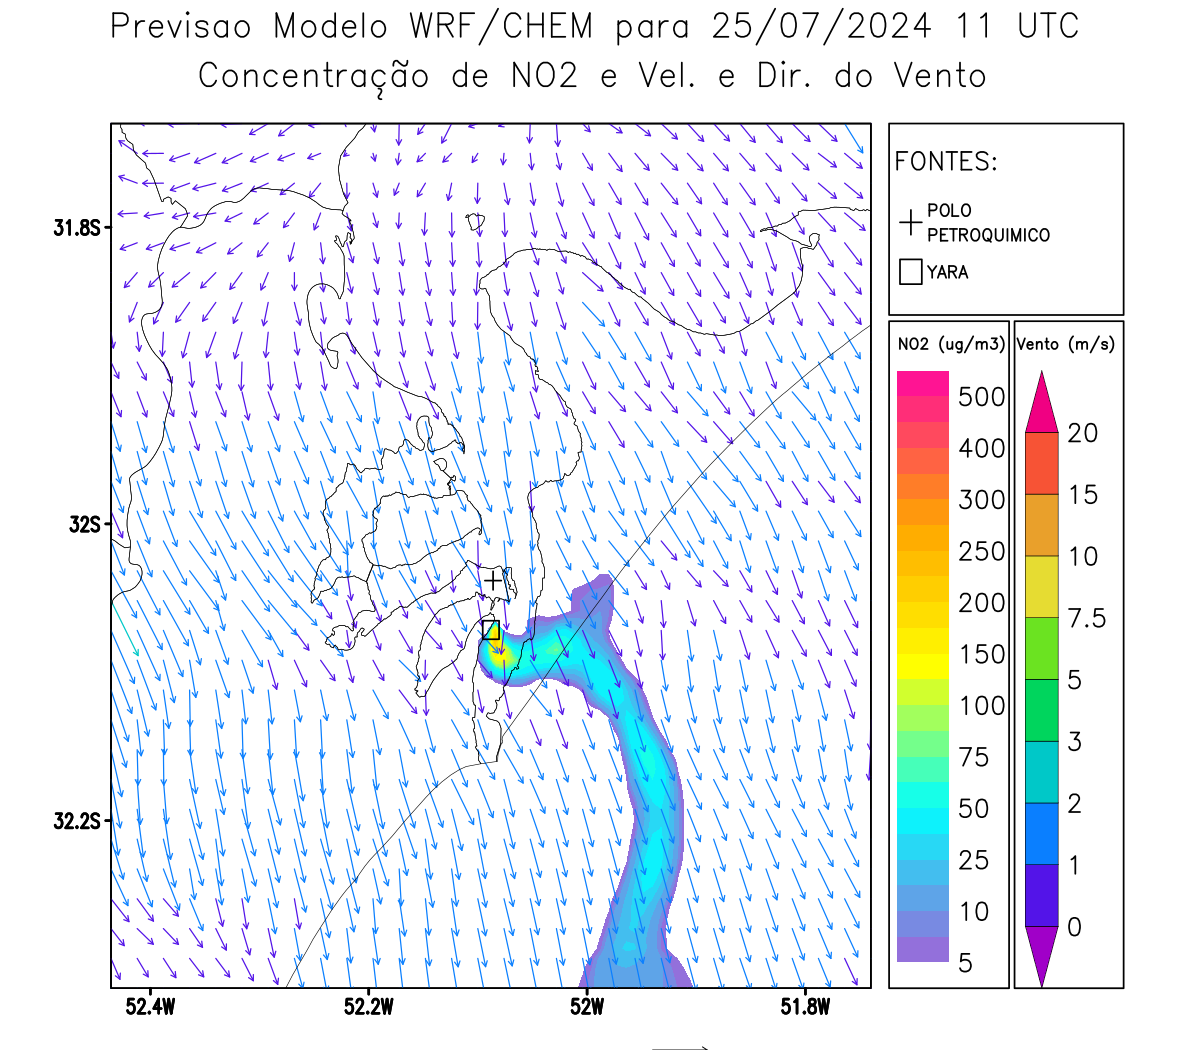 Previsao Modelo WRF/CHEM para 25/07/2024 11 UTC
Concentração de NO2 e Vel. e Dir. do Vento
FONTES:
POLO
PETROQUIMICO
YARA
31.8S
32S
32.2S
52.4W
52.2W
52W
51.8W
NO2 (ug/m3)
500
400
300
250
200
150
100
75
50
25
10
5
Vento (m/s)
20
15
10
7.5
5
3
2
1
0